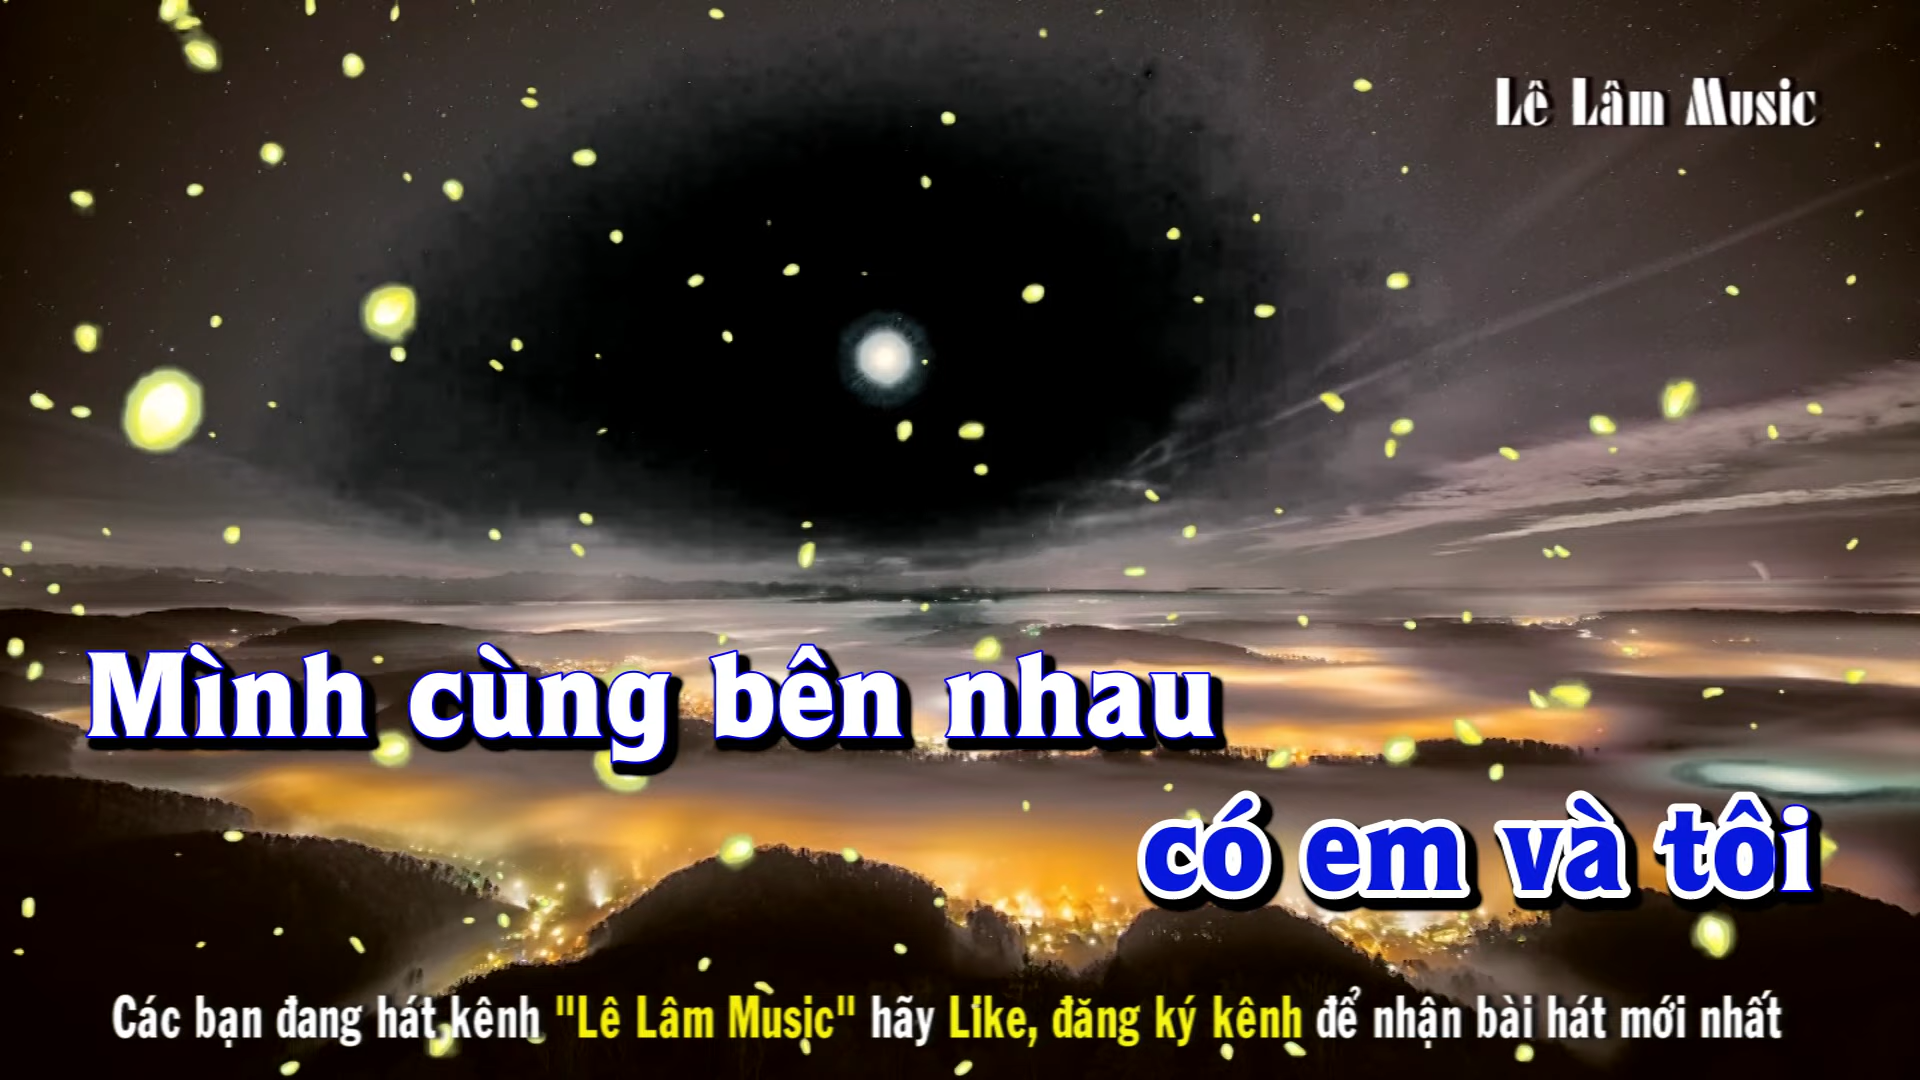 Lê Lâm Music
Mình cùng bên nhau
có em và tôi
Các bạn đang hát kênh "Lê Lâm Music" hãy Like, đăng ký kênh để nhận bài hát mới nhất